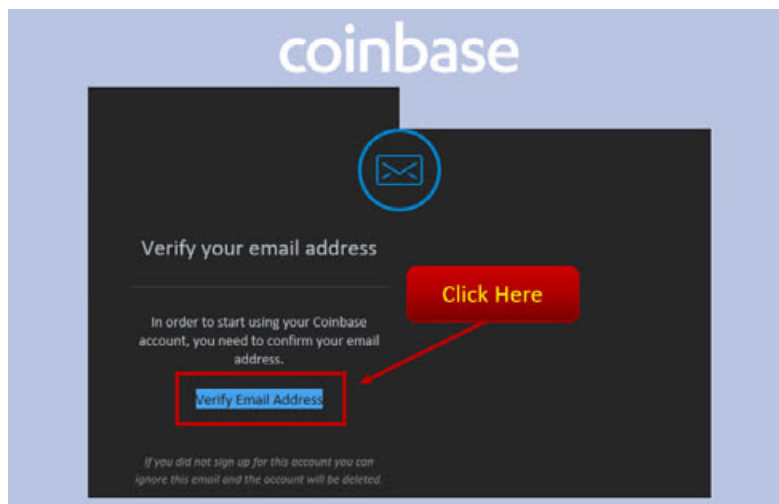 coinbase
Verify your email address
Click Here
In order to start using your Coinbase
account, you need to confirm your email
address.
Verify Email Address
If you did not sign up for this account you can
ignore this email and the account will be deleted.